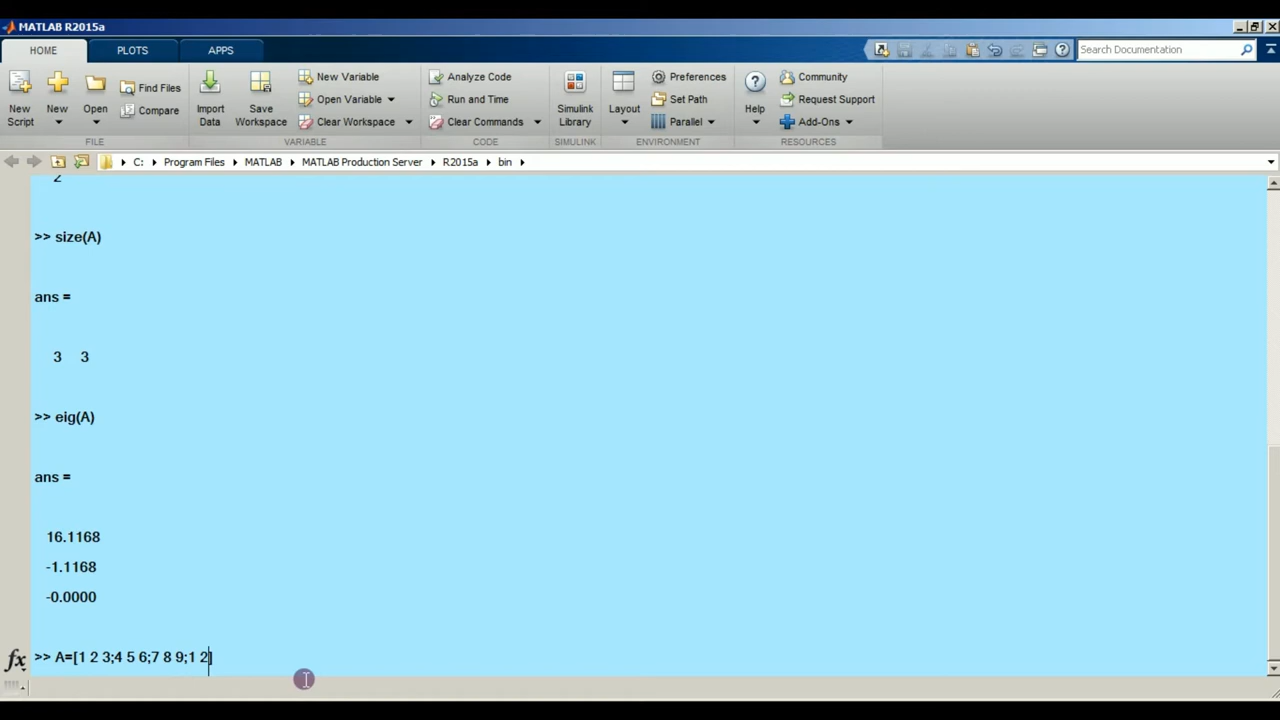 MATLAB R2015a
HOME PLOTS APPS Search Documentation
New Script New Open Find Files Compare Import Data Save Workspace New Variable Open Variable Clear Workspace Analyze Code Run and Time Clear Commands Simulink Library Layout Preferences Set Path Parallel ? Help Community Request Support Add-Ons
FILE VARIABLE CODE SIMULINK ENVIRONMENT RESOURCES
C: Program Files MATLAB MATLAB Production Server R2015a bin
2
>> size(A)
ans =
3 3
>> eig(A)
ans =
16.1168
-1.1168
-0.0000
fx >> A=[1 2 3;4 5 6;7 8 9;1 2]